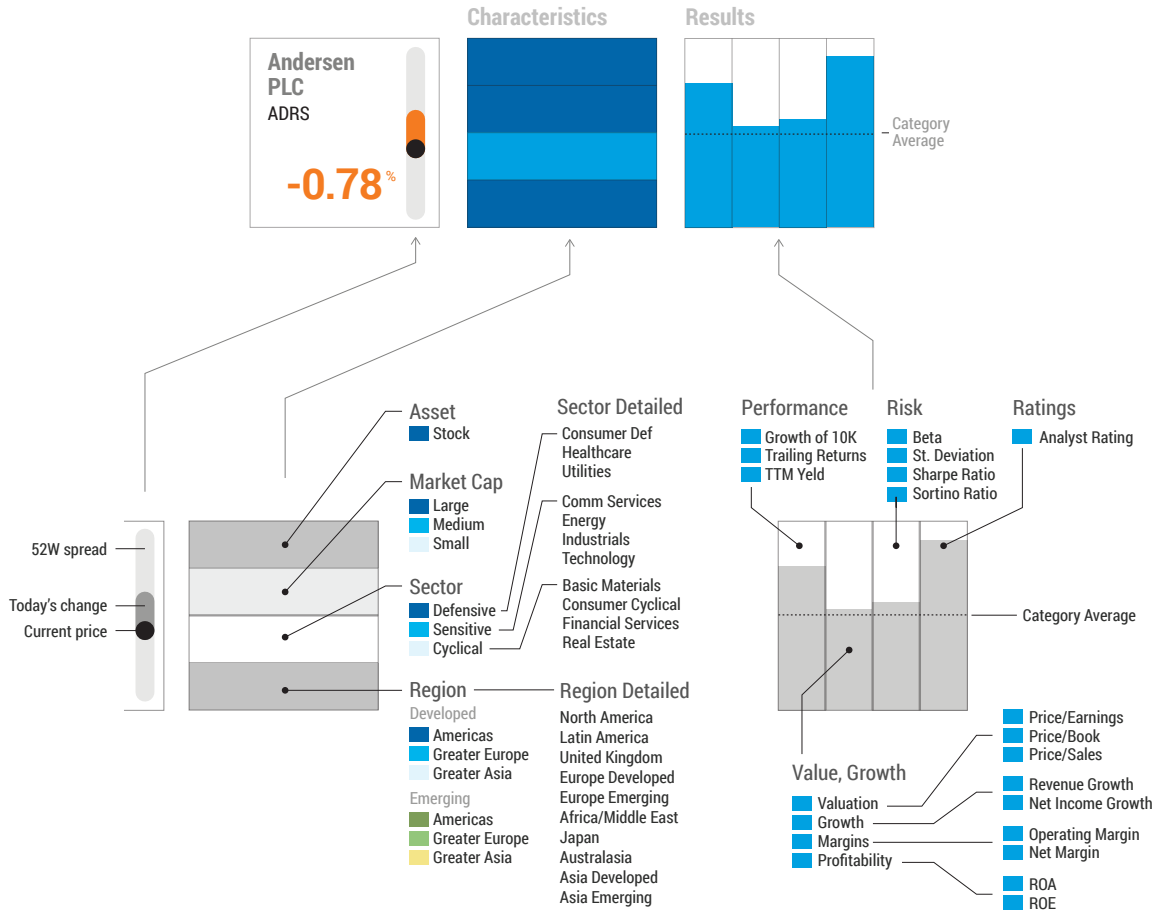 Characteristics
Results
Andersen
PLC
ADRS
-0.78%
Category
Average
Asset
Stock
Market Cap
Large
Medium
Small
Sector
Defensive
Sensitive
Cyclical
Region
Developed
Americas
Greater Europe
Greater Asia
Emerging
Americas
Greater Europe
Greater Asia
52W spread
Today's change
Current price
Sector Detailed
Consumer Def
Healthcare
Utilities
Comm Services
Energy
Industrials
Technology
Basic Materials
Consumer Cyclical
Financial Services
Real Estate
Region Detailed
North America
Latin America
United Kingdom
Europe Developed
Europe Emerging
Africa/Middle East
Japan
Australasia
Asia Developed
Asia Emerging
Performance
Growth of 10K
Trailing Returns
TTM Yeld
Risk
Beta
St. Deviation
Sharpe Ratio
Sortino Ratio
Ratings
Analyst Rating
Category Average
Value, Growth
Valuation
Growth
Margins
Profitability
Price/Earnings
Price/Book
Price/Sales
Revenue Growth
Net Income Growth
Operating Margin
Net Margin
ROA
ROE